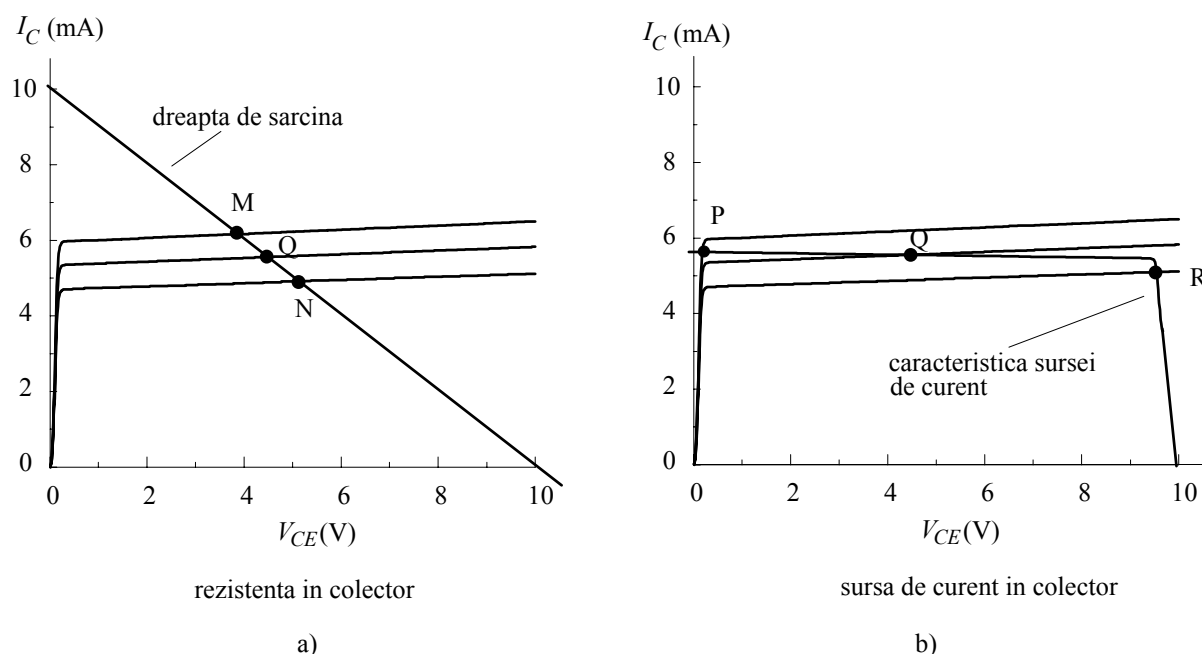 I_C (mA)
10
8
6
4
2
0
dreapta de sarcina
M
Q
N
0
2
4
6
8
10
V_CE (V)
rezistenta in colector
a)
I_C (mA)
10
8
6
4
2
0
P
Q
R
caracteristica sursei
de curent
0
2
4
6
8
10
V_CE (V)
sursa de curent in colector
b)